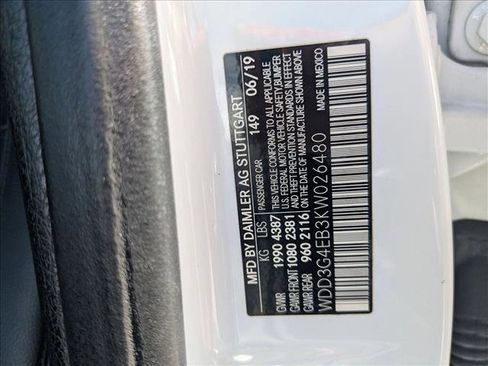 MFD BY DAIMLER AG STUTTGART
PASSENGER CAR 149 06/19
KG LBS
GVWR 1990 4387
GAWR FRONT 1080 2381
GAWR REAR 960 2116
THIS VEHICLE CONFORMS TO ALL APPLICABLE
U.S. FEDERAL MOTOR VEHICLE SAFETY, BUMPER
AND THEFT PREVENTION STANDARDS IN EFFECT
ON THE DATE OF MANUFACTURE SHOWN ABOVE
WDD3G4EB3KW026480
MADE IN MEXICO